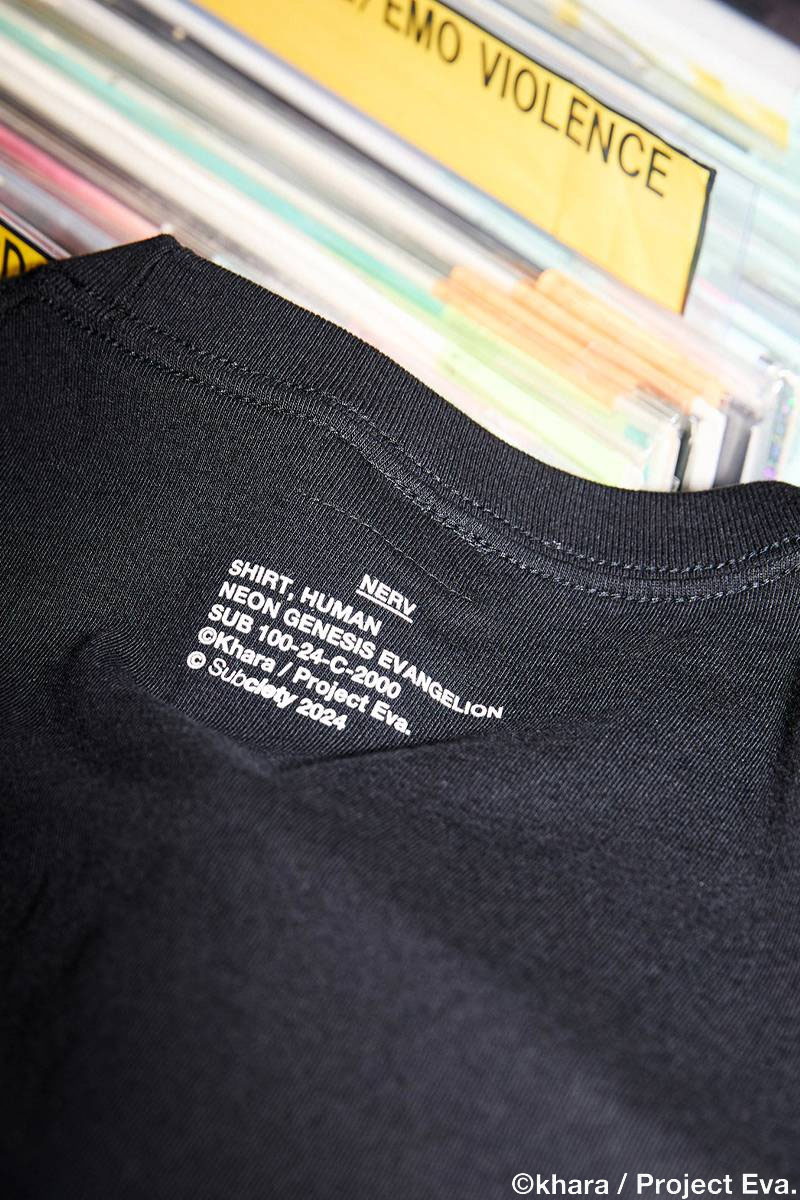 EMO VIOLENCE
NERV
SHIRT, HUMAN
NEON GENESIS EVANGELION
SUB 100-24-C-2000
©Khara / Project Eva.
© Subciety 2024
©khara / Project Eva.